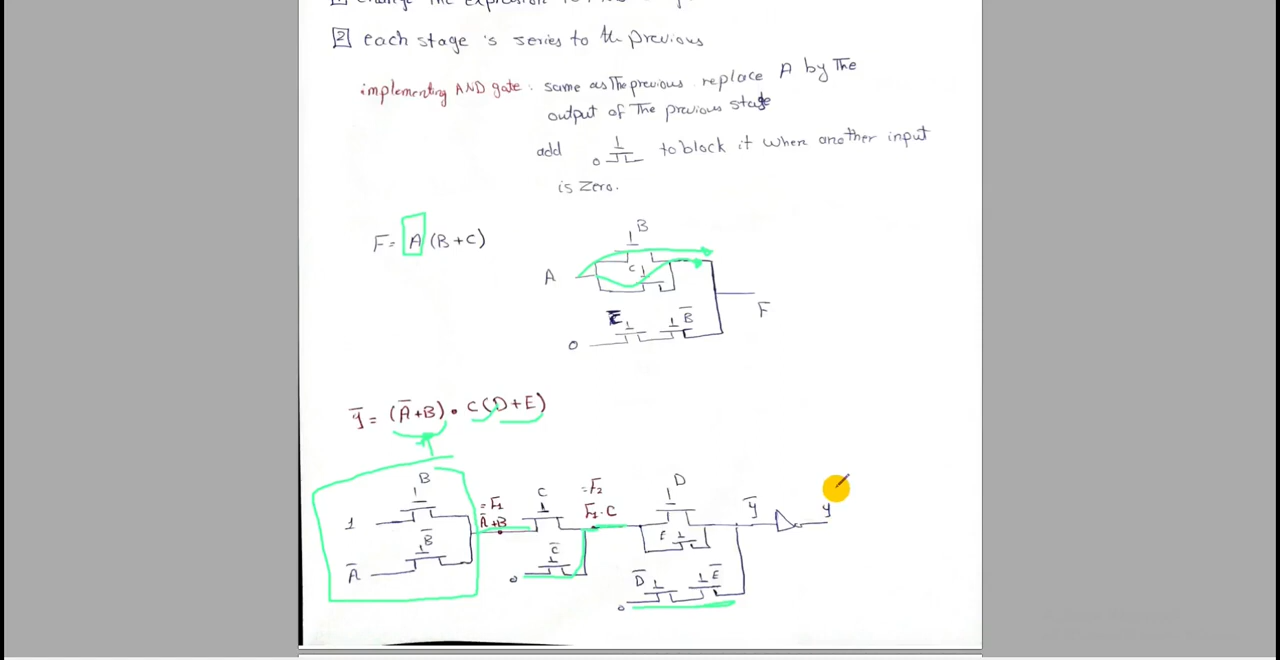 2 each stage is series to the previous
implementing AND gate : same as The previous replace A by The
output of The previous stage
add 0 to block it when another input
is zero.
F= A (B+C)
B
C
A
F
C̅ B̅
0
y̅ = (A̅+B) • C(D+E)
B
1
B̅
A̅
= F₁
A̅+B
C
C̅
0
= F₂
F₁.C
D
E
D̅ E̅
0
y̅
y